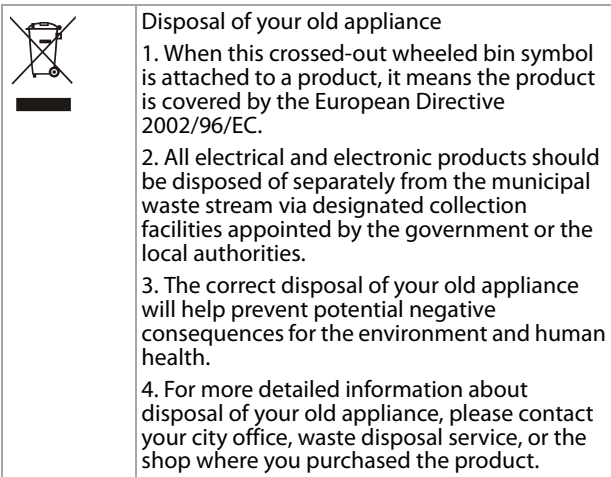 Disposal of your old appliance
1. When this crossed-out wheeled bin symbol
is attached to a product, it means the product
is covered by the European Directive
2002/96/EC.
2. All electrical and electronic products should
be disposed of separately from the municipal
waste stream via designated collection
facilities appointed by the government or the
local authorities.
3. The correct disposal of your old appliance
will help prevent potential negative
consequences for the environment and human
health.
4. For more detailed information about
disposal of your old appliance, please contact
your city office, waste disposal service, or the
shop where you purchased the product.